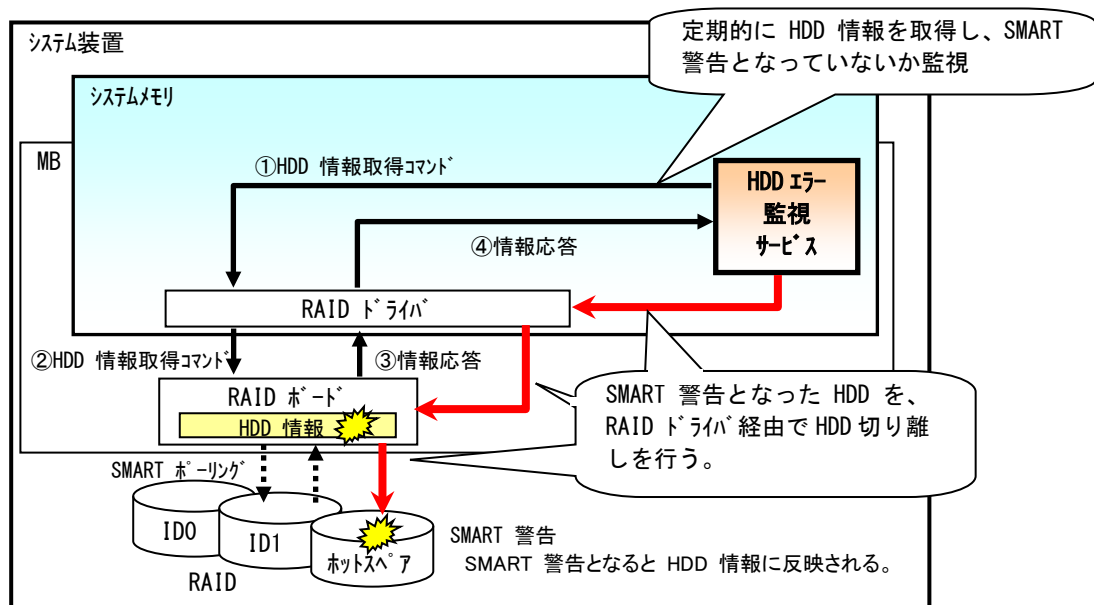 定期的に HDD 情報を取得し、SMART
警告となっていないか監視
ｼｽﾃﾑ装置
ｼｽﾃﾑﾒﾓﾘ
MB
①HDD 情報取得ｺﾏﾝﾄﾞ
HDD ｴﾗｰ
監視
ｻｰﾋﾞｽ
④情報応答
RAID ﾄﾞﾗｲﾊﾞ
②HDD 情報取得ｺﾏﾝﾄﾞ
③情報応答
RAID ﾎﾞｰﾄﾞ
HDD 情報
SMART 警告となった HDD を、
RAID ﾄﾞﾗｲﾊﾞ経由で HDD 切り離
しを行う。
SMART ﾎﾟｰﾘﾝｸﾞ
ID0
ID1
ﾎｯﾄｽﾍﾟｱ
RAID
SMART 警告
SMART 警告となると HDD 情報に反映される。